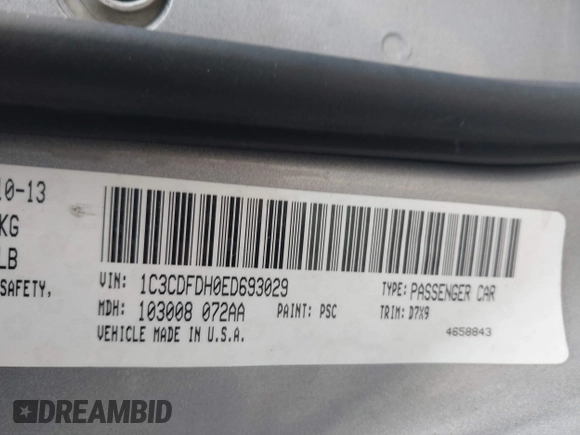 10-13
KG
LB
SAFETY,
VIN: 1C3CDFDH0ED693029 TYPE: PASSENGER CAR
MDH: 103008 072AA PAINT: PSC TRIM: D7X9
VEHICLE MADE IN U.S.A. 4658843
DREAMBID